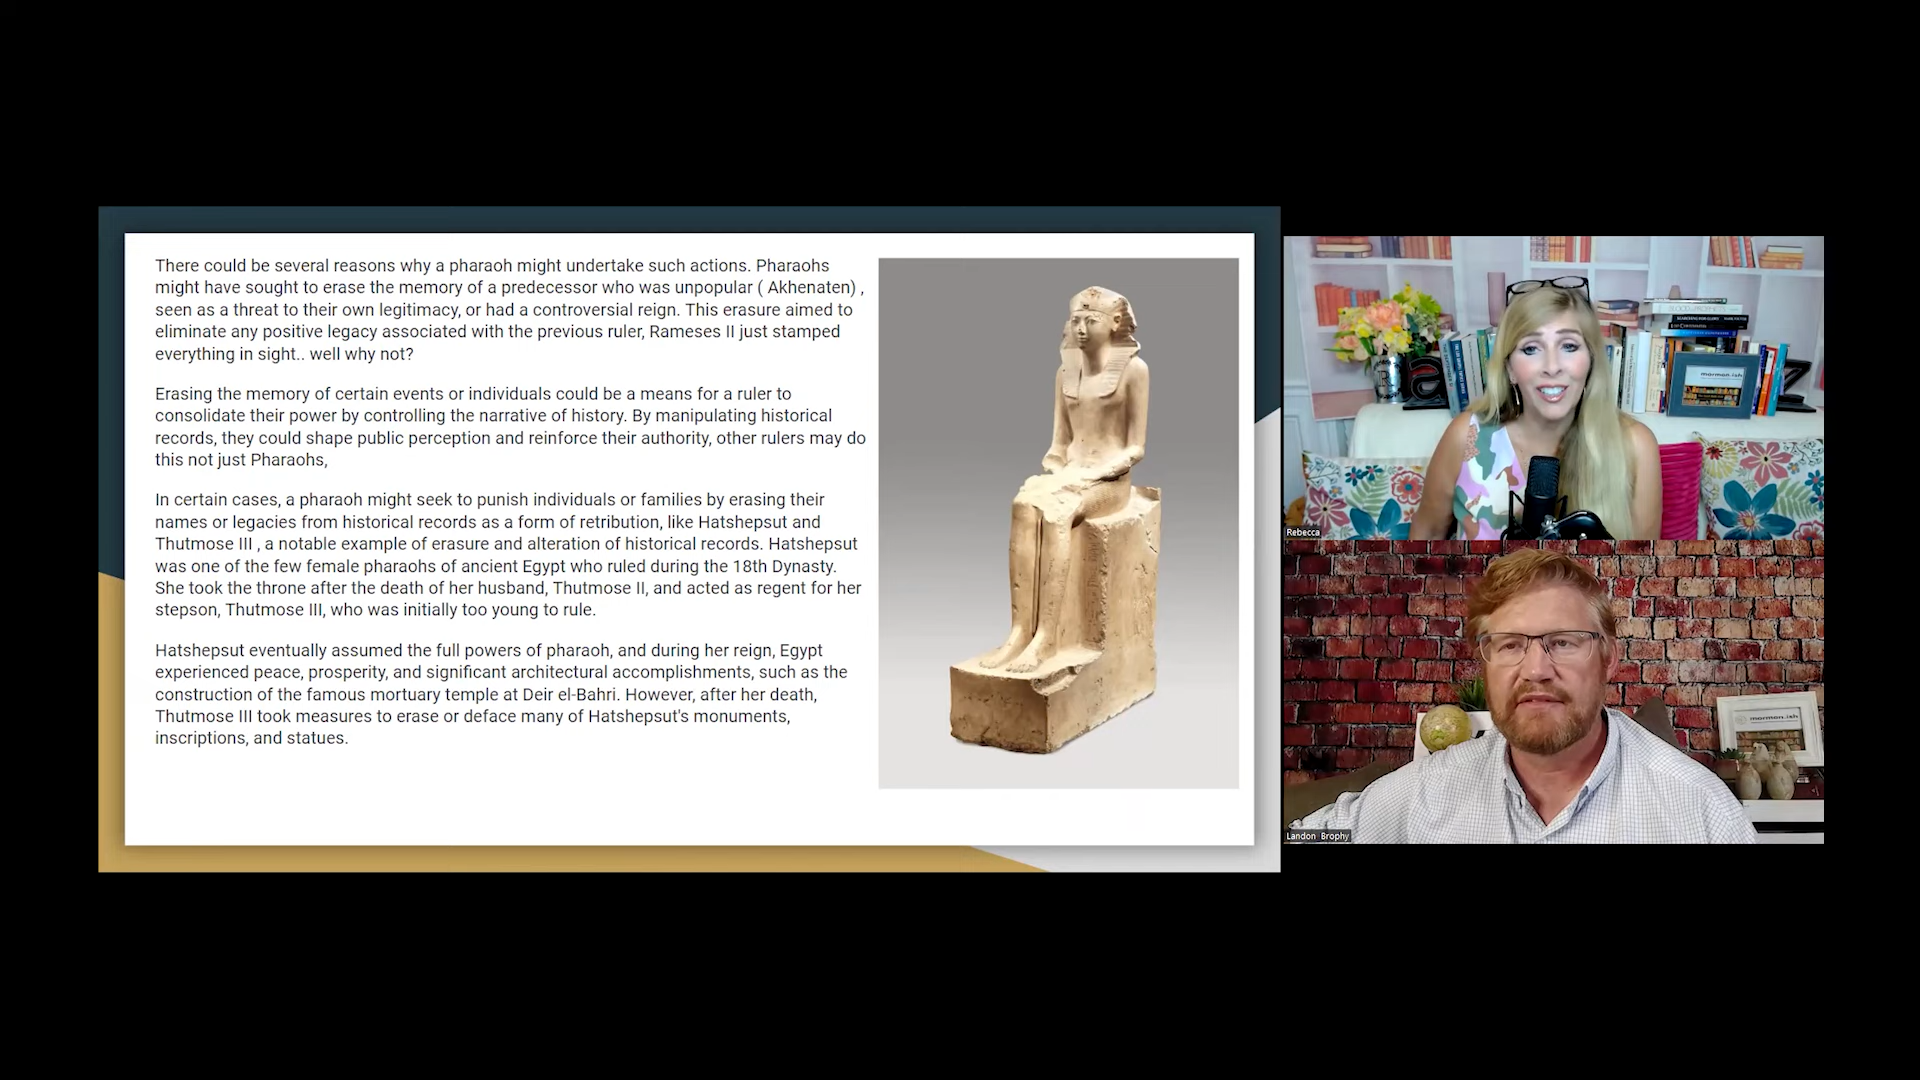 There could be several reasons why a pharaoh might undertake such actions. Pharaohs
might have sought to erase the memory of a predecessor who was unpopular ( Akhenaten) ,
seen as a threat to their own legitimacy, or had a controversial reign. This erasure aimed to
eliminate any positive legacy associated with the previous ruler, Rameses II just stamped
everything in sight.. well why not?
Erasing the memory of certain events or individuals could be a means for a ruler to
consolidate their power by controlling the narrative of history. By manipulating historical
records, they could shape public perception and reinforce their authority, other rulers may do
this not just Pharaohs,
In certain cases, a pharaoh might seek to punish individuals or families by erasing their
names or legacies from historical records as a form of retribution, like Hatshepsut and
Thutmose III , a notable example of erasure and alteration of historical records. Hatshepsut
was one of the few female pharaohs of ancient Egypt who ruled during the 18th Dynasty.
She took the throne after the death of her husband, Thutmose II, and acted as regent for her
stepson, Thutmose III, who was initially too young to rule.
Hatshepsut eventually assumed the full powers of pharaoh, and during her reign, Egypt
experienced peace, prosperity, and significant architectural accomplishments, such as the
construction of the famous mortuary temple at Deir el-Bahri. However, after her death,
Thutmose III took measures to erase or deface many of Hatshepsut's monuments,
inscriptions, and statues.
mormon.ish
Rebecca
mormon.ish
Landon Brophy